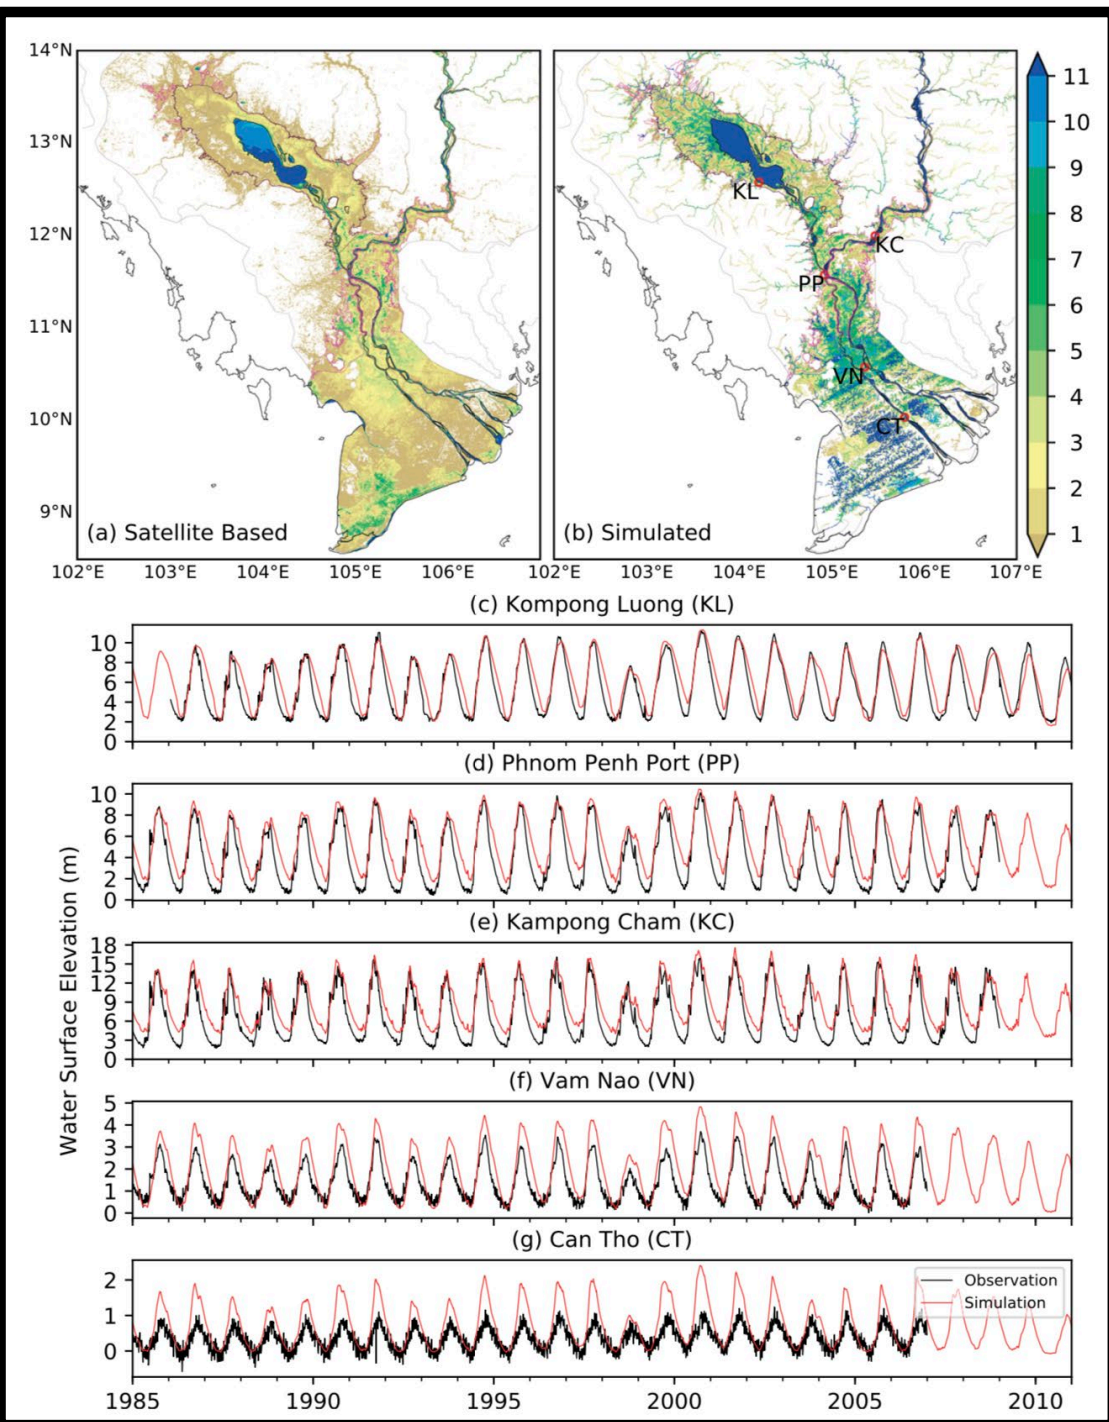 14°N
13°N
12°N
11°N
10°N
9°N
(a) Satellite Based
102°E 103°E 104°E 105°E 106°E
KL
KC
PP
VN
CT
(b) Simulated
102°E 103°E 104°E 105°E 106°E 107°E
11
10
9
8
7
6
5
4
3
2
1
Water Surface Elevation (m)
(c) Kompong Luong (KL)
10
8
6
4
2
0
(d) Phnom Penh Port (PP)
10
8
6
4
2
0
(e) Kampong Cham (KC)
18
15
12
9
6
3
0
(f) Vam Nao (VN)
5
4
3
2
1
0
(g) Can Tho (CT)
2
1
0
Observation
Simulation
1985 1990 1995 2000 2005 2010